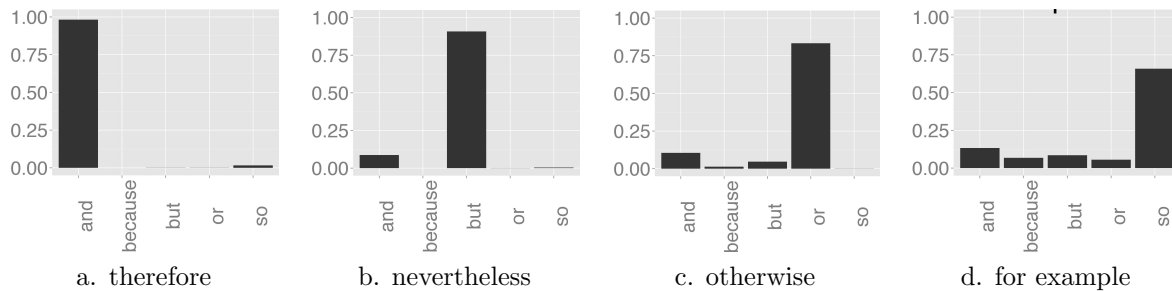 1.00 0.75 0.50 0.25 0.00 and because but or so
1.00 0.75 0.50 0.25 0.00 and because but or so
1.00 0.75 0.50 0.25 0.00 and because but or so
1.00 0.75 0.50 0.25 0.00 and because but or so
a. therefore
b. nevertheless
c. otherwise
d. for example